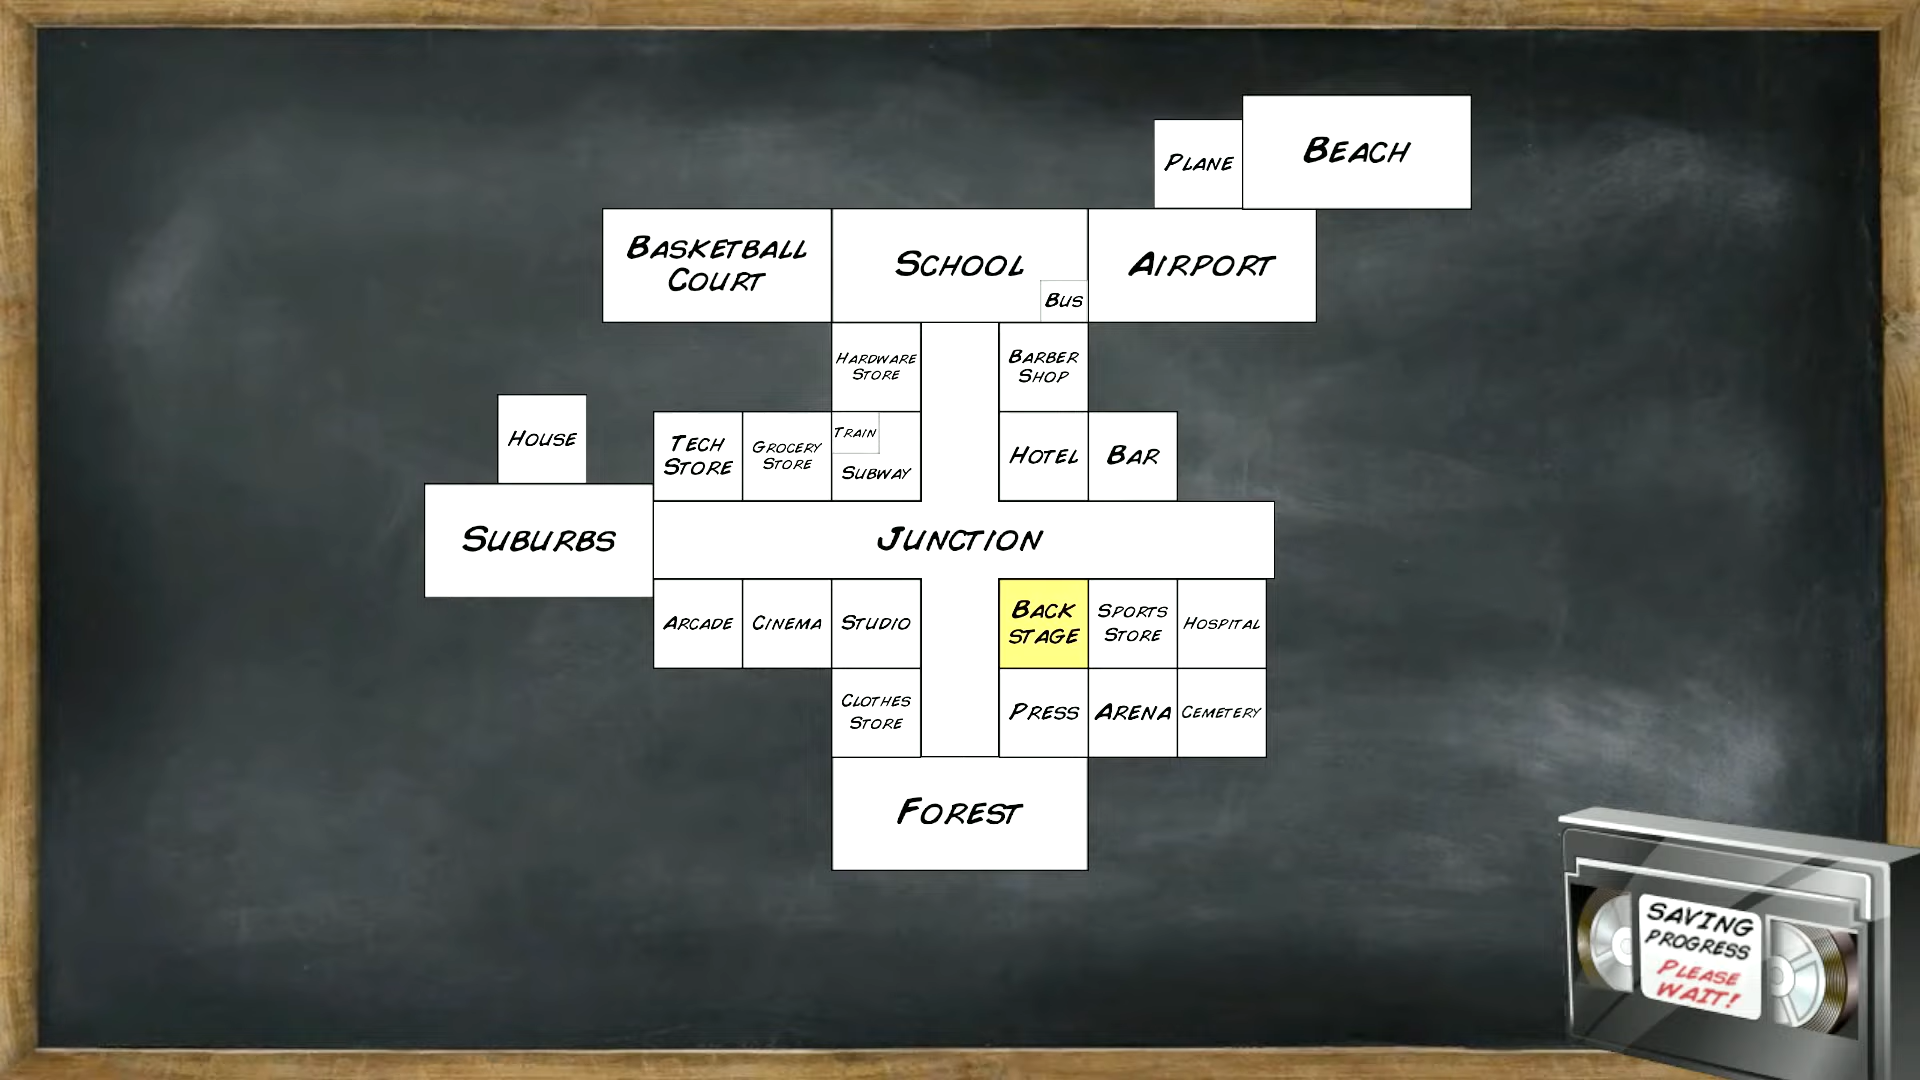 Plane
Beach
Basketball
Court
School
Bus
Airport
Hardware
Store
Barber
Shop
House
Tech
Store
Grocery
Store
Train
Subway
Hotel
Bar
Suburbs
Junction
Arcade
Cinema
Studio
Back
stage
Sports
Store
Hospital
Clothes
Store
Press
Arena
Cemetery
Forest
SAVING
PROGRESS
PLEASE
WAIT!